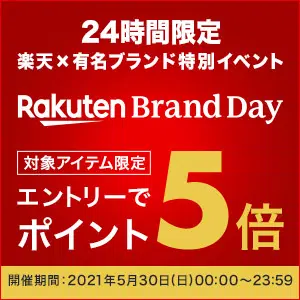 24時間限定
楽天×有名ブランド特別イベント
Rakuten Brand Day
対象アイテム限定
エントリーで
ポイント5倍
開催期間:2021年5月30日(日)00:00〜23:59